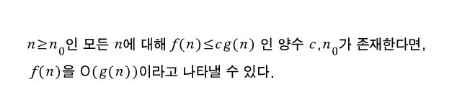 n≥n₀인 모든 n에 대해 f(n)≤cg(n) 인 양수 c,n₀가 존재한다면,
f(n)을 O(g(n))이라고 나타낼 수 있다.